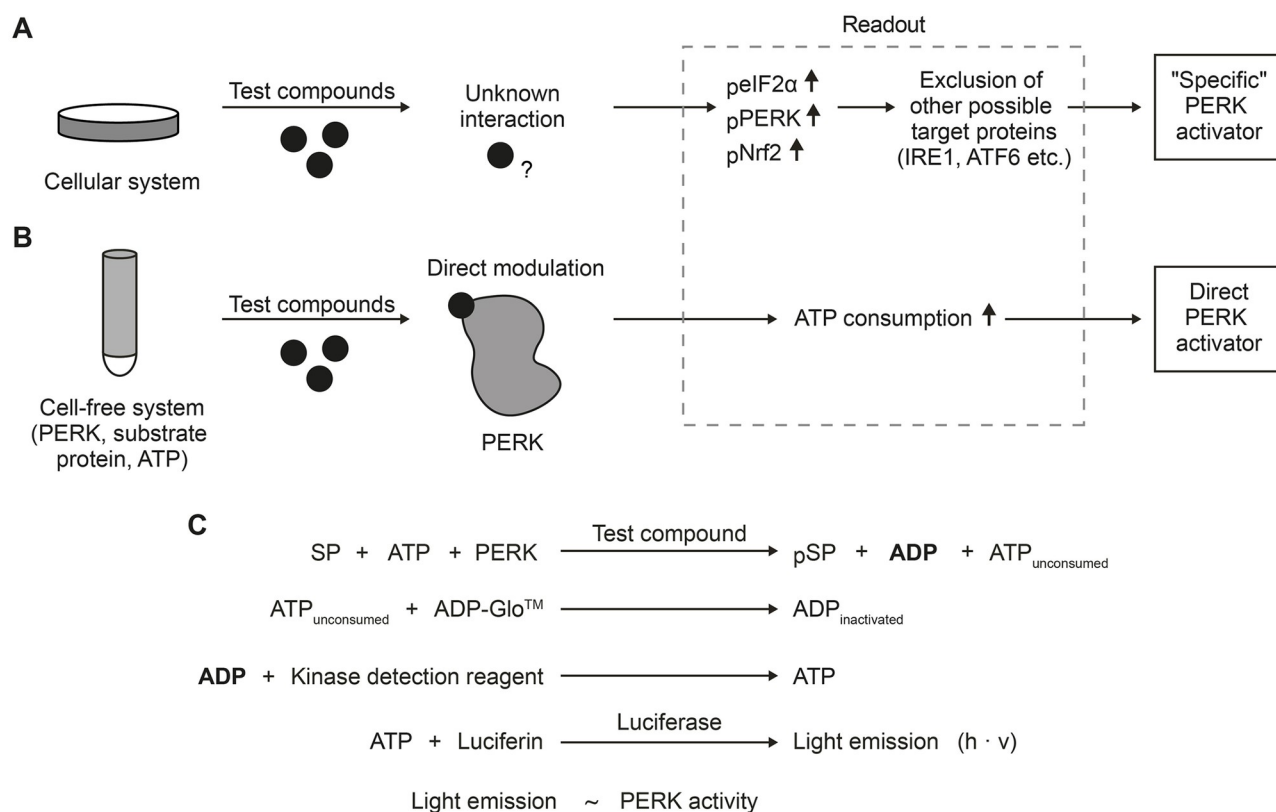 A
Readout
Test compounds
Cellular system
Unknown
interaction
?
peIF2α ↑
pPERK ↑
pNrf2 ↑
Exclusion of
other possible
target proteins
(IRE1, ATF6 etc.)
"Specific"
PERK
activator
B
Cell-free system
(PERK, substrate
protein, ATP)
Test compounds
Direct modulation
PERK
ATP consumption ↑
Direct
PERK
activator
C
SP + ATP + PERK Test compound pSP + ADP + ATPunconsumed
ATPunconsumed + ADP-Glo™ ADPinactivated
ADP + Kinase detection reagent ATP
ATP + Luciferin Luciferase Light emission (h · v)
Light emission ~ PERK activity